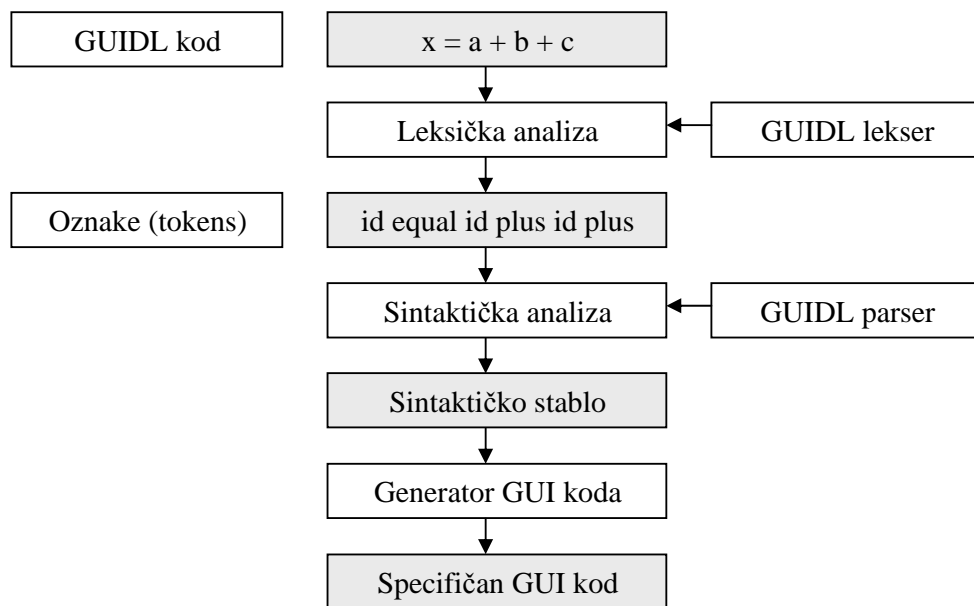 GUIDL kod
x = a + b + c
Leksička analiza
GUIDL lekser
Oznake (tokens)
id equal id plus id plus
Sintaktička analiza
GUIDL parser
Sintaktičko stablo
Generator GUI koda
Specifičan GUI kod